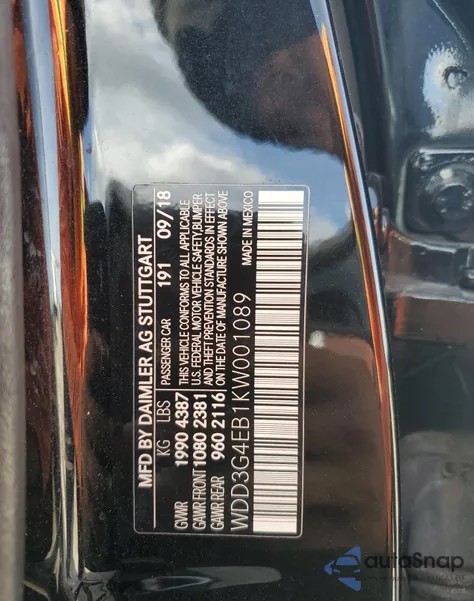 MFD BY DAIMLER AG STUTTGART
KG LBS PASSENGER CAR 191 09/18
GVWR 1990 4387 THIS VEHICLE CONFORMS TO ALL APPLICABLE
U.S. FEDERAL MOTOR VEHICLE SAFETY,BUMPER
GAWR FRONT 1080 2381 AND THEFT PREVENTION STANDARDS IN EFFECT
GAWR REAR 960 2116 ON THE DATE OF MANUFACTURE SHOWN ABOVE
MADE IN MEXICO
WDD3G4EB1KW001089
autoSnap